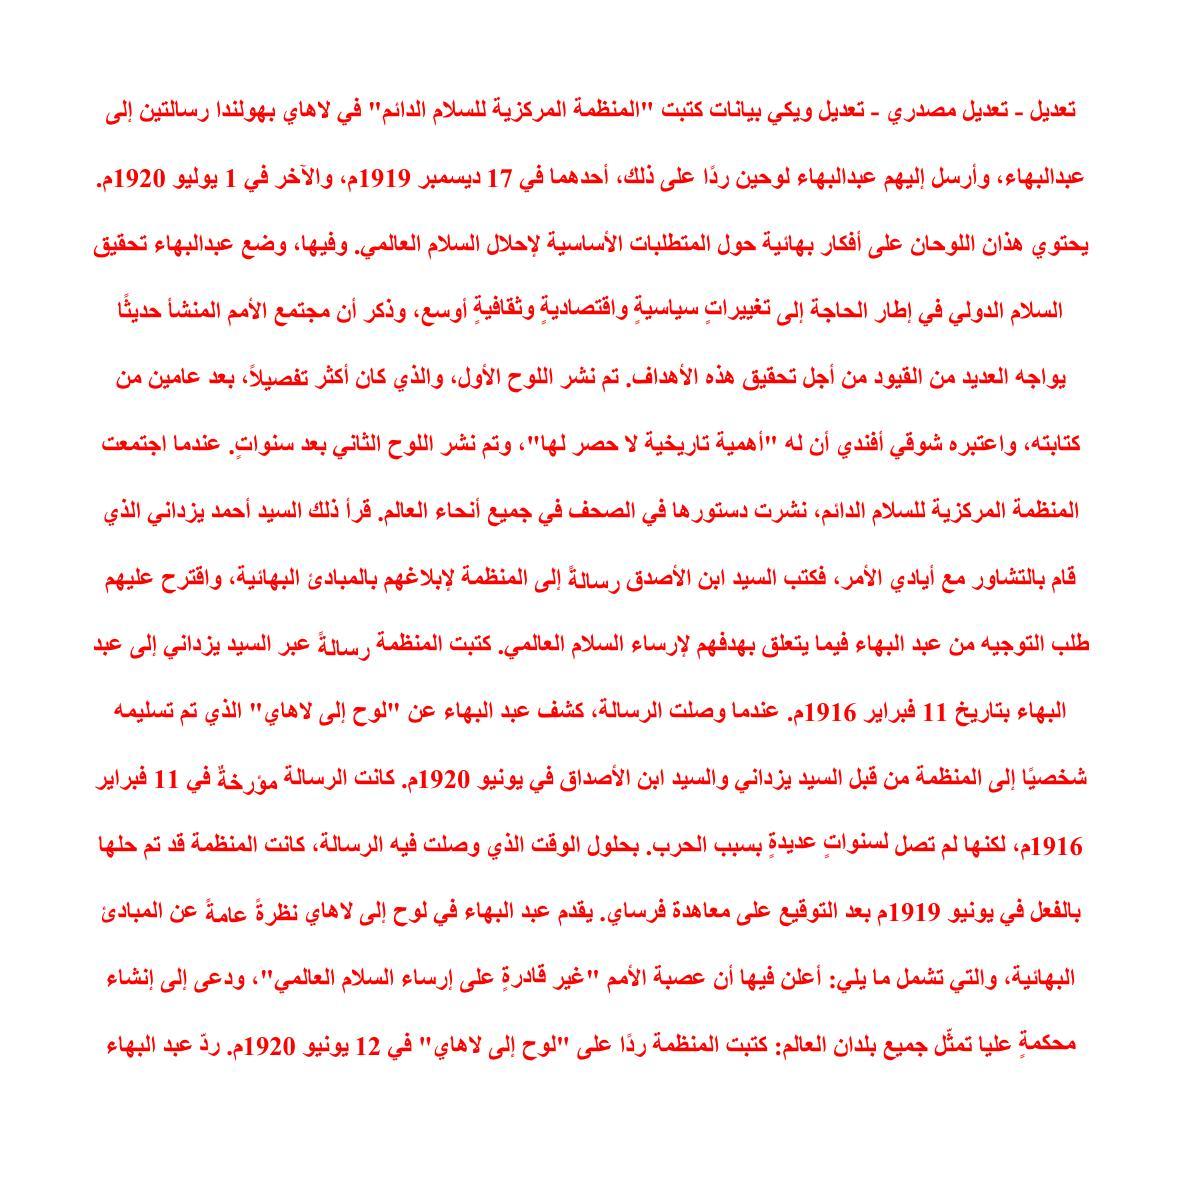 تعديل - تعديل مصدري - تعديل ويكي بيانات كتبت "المنظمة المركزية للسلام الدائم" في لاهاي بهولندا رسالتين إلى
عبدالبهاء، وأرسل إليهم عبدالبهاء لوحين ردًا على ذلك، أحدهما في 17 ديسمبر 1919م، والآخر في 1 يوليو 1920م.
يحتوي هذان اللوحان على أفكار بهائية حول المتطلبات الأساسية لإحلال السلام العالمي. وفيها، وضع عبدالبهاء تحقيق
السلام الدولي في إطار الحاجة إلى تغييراتٍ سياسيةٍ واقتصاديةٍ وثقافيةٍ أوسع، وذكر أن مجتمع الأمم المنشأ حديثًا
يواجه العديد من القيود من أجل تحقيق هذه الأهداف. تم نشر اللوح الأول، والذي كان أكثر تفصيلاً، بعد عامين من
كتابته، واعتبره شوقي أفندي أن له "أهمية تاريخية لا حصر لها"، وتم نشر اللوح الثاني بعد سنواتٍ. عندما اجتمعت
المنظمة المركزية للسلام الدائم، نشرت دستورها في الصحف في جميع أنحاء العالم. قرأ ذلك السيد أحمد يزداني الذي
قام بالتشاور مع أيادي الأمر، فكتب السيد ابن الأصدق رسالةً إلى المنظمة لإبلاغهم بالمبادئ البهائية، واقترح عليهم
طلب التوجيه من عبد البهاء فيما يتعلق بهدفهم لإرساء السلام العالمي. كتبت المنظمة رسالةً عبر السيد يزداني إلى عبد
البهاء بتاريخ 11 فبراير 1916م. عندما وصلت الرسالة، كشف عبد البهاء عن "لوح إلى لاهاي" الذي تم تسليمه
شخصيًا إلى المنظمة من قبل السيد يزداني والسيد ابن الأصداق في يونيو 1920م. كانت الرسالة مؤرخةٌ في 11 فبراير
1916م، لكنها لم تصل لسنواتٍ عديدةٍ بسبب الحرب. بحلول الوقت الذي وصلت فيه الرسالة، كانت المنظمة قد تم حلها
بالفعل في يونيو 1919م بعد التوقيع على معاهدة فرساي. يقدم عبد البهاء في لوح إلى لاهاي نظرةً عامةً عن المبادئ
البهائية، والتي تشمل ما يلي: أعلن فيها أن عصبة الأمم "غير قادرةٍ على إرساء السلام العالمي"، ودعى إلى إنشاء
محكمةٍ عليا تمثّل جميع بلدان العالم: كتبت المنظمة ردًا على "لوح إلى لاهاي" في 12 يونيو 1920م. ردّ عبد البهاء